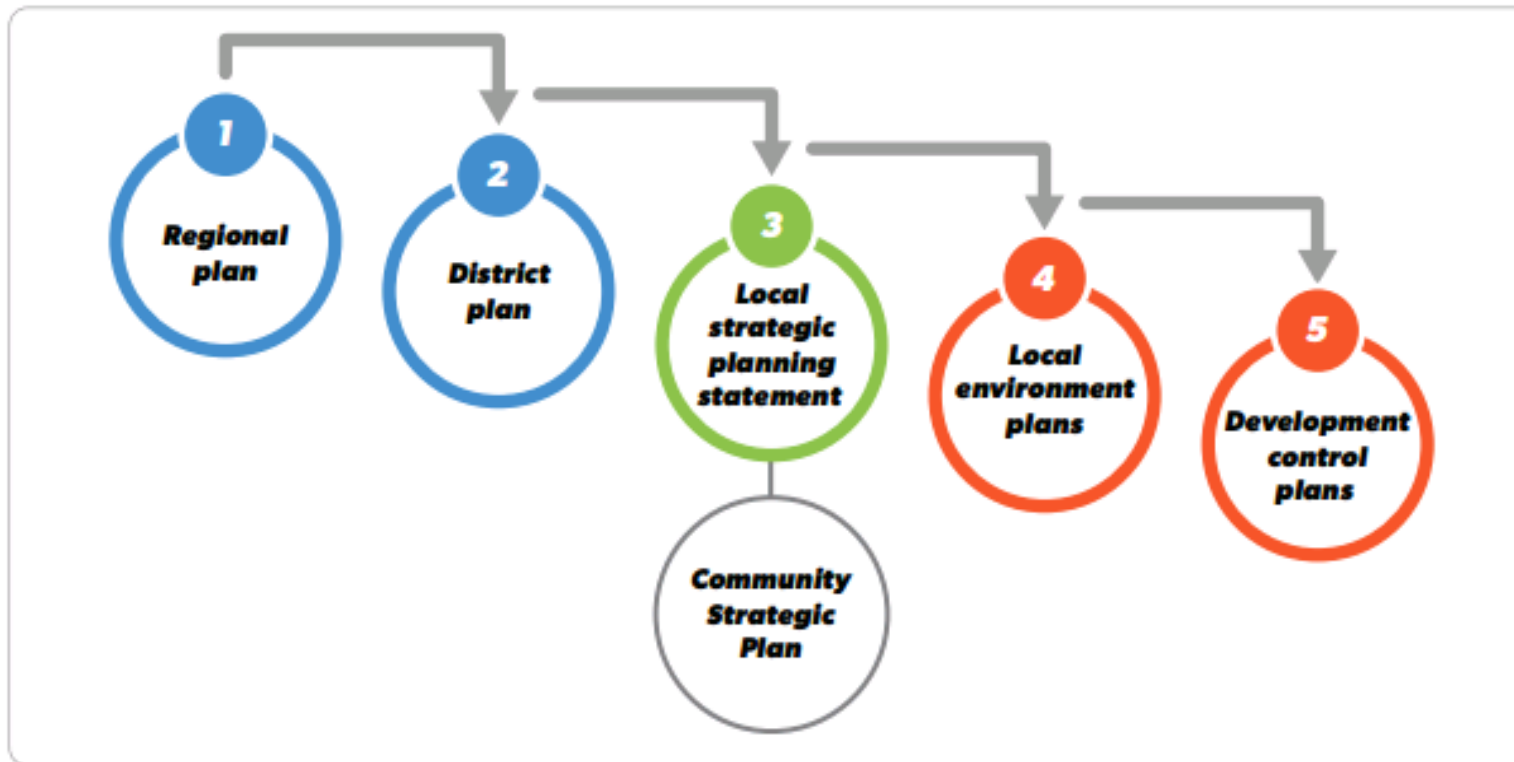 1
Regional
plan
2
District
plan
3
Local
strategic
planning
statement
Community
Strategic
Plan
4
Local
environment
plans
5
Development
control
plans